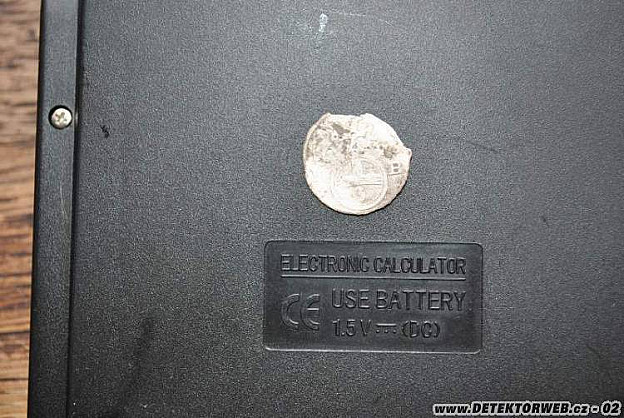 ELECTRONIC CALCULATOR
CE USE BATTERY
1.5V ⎓ (DC)
www.DETEKTORWEB.cz - 02